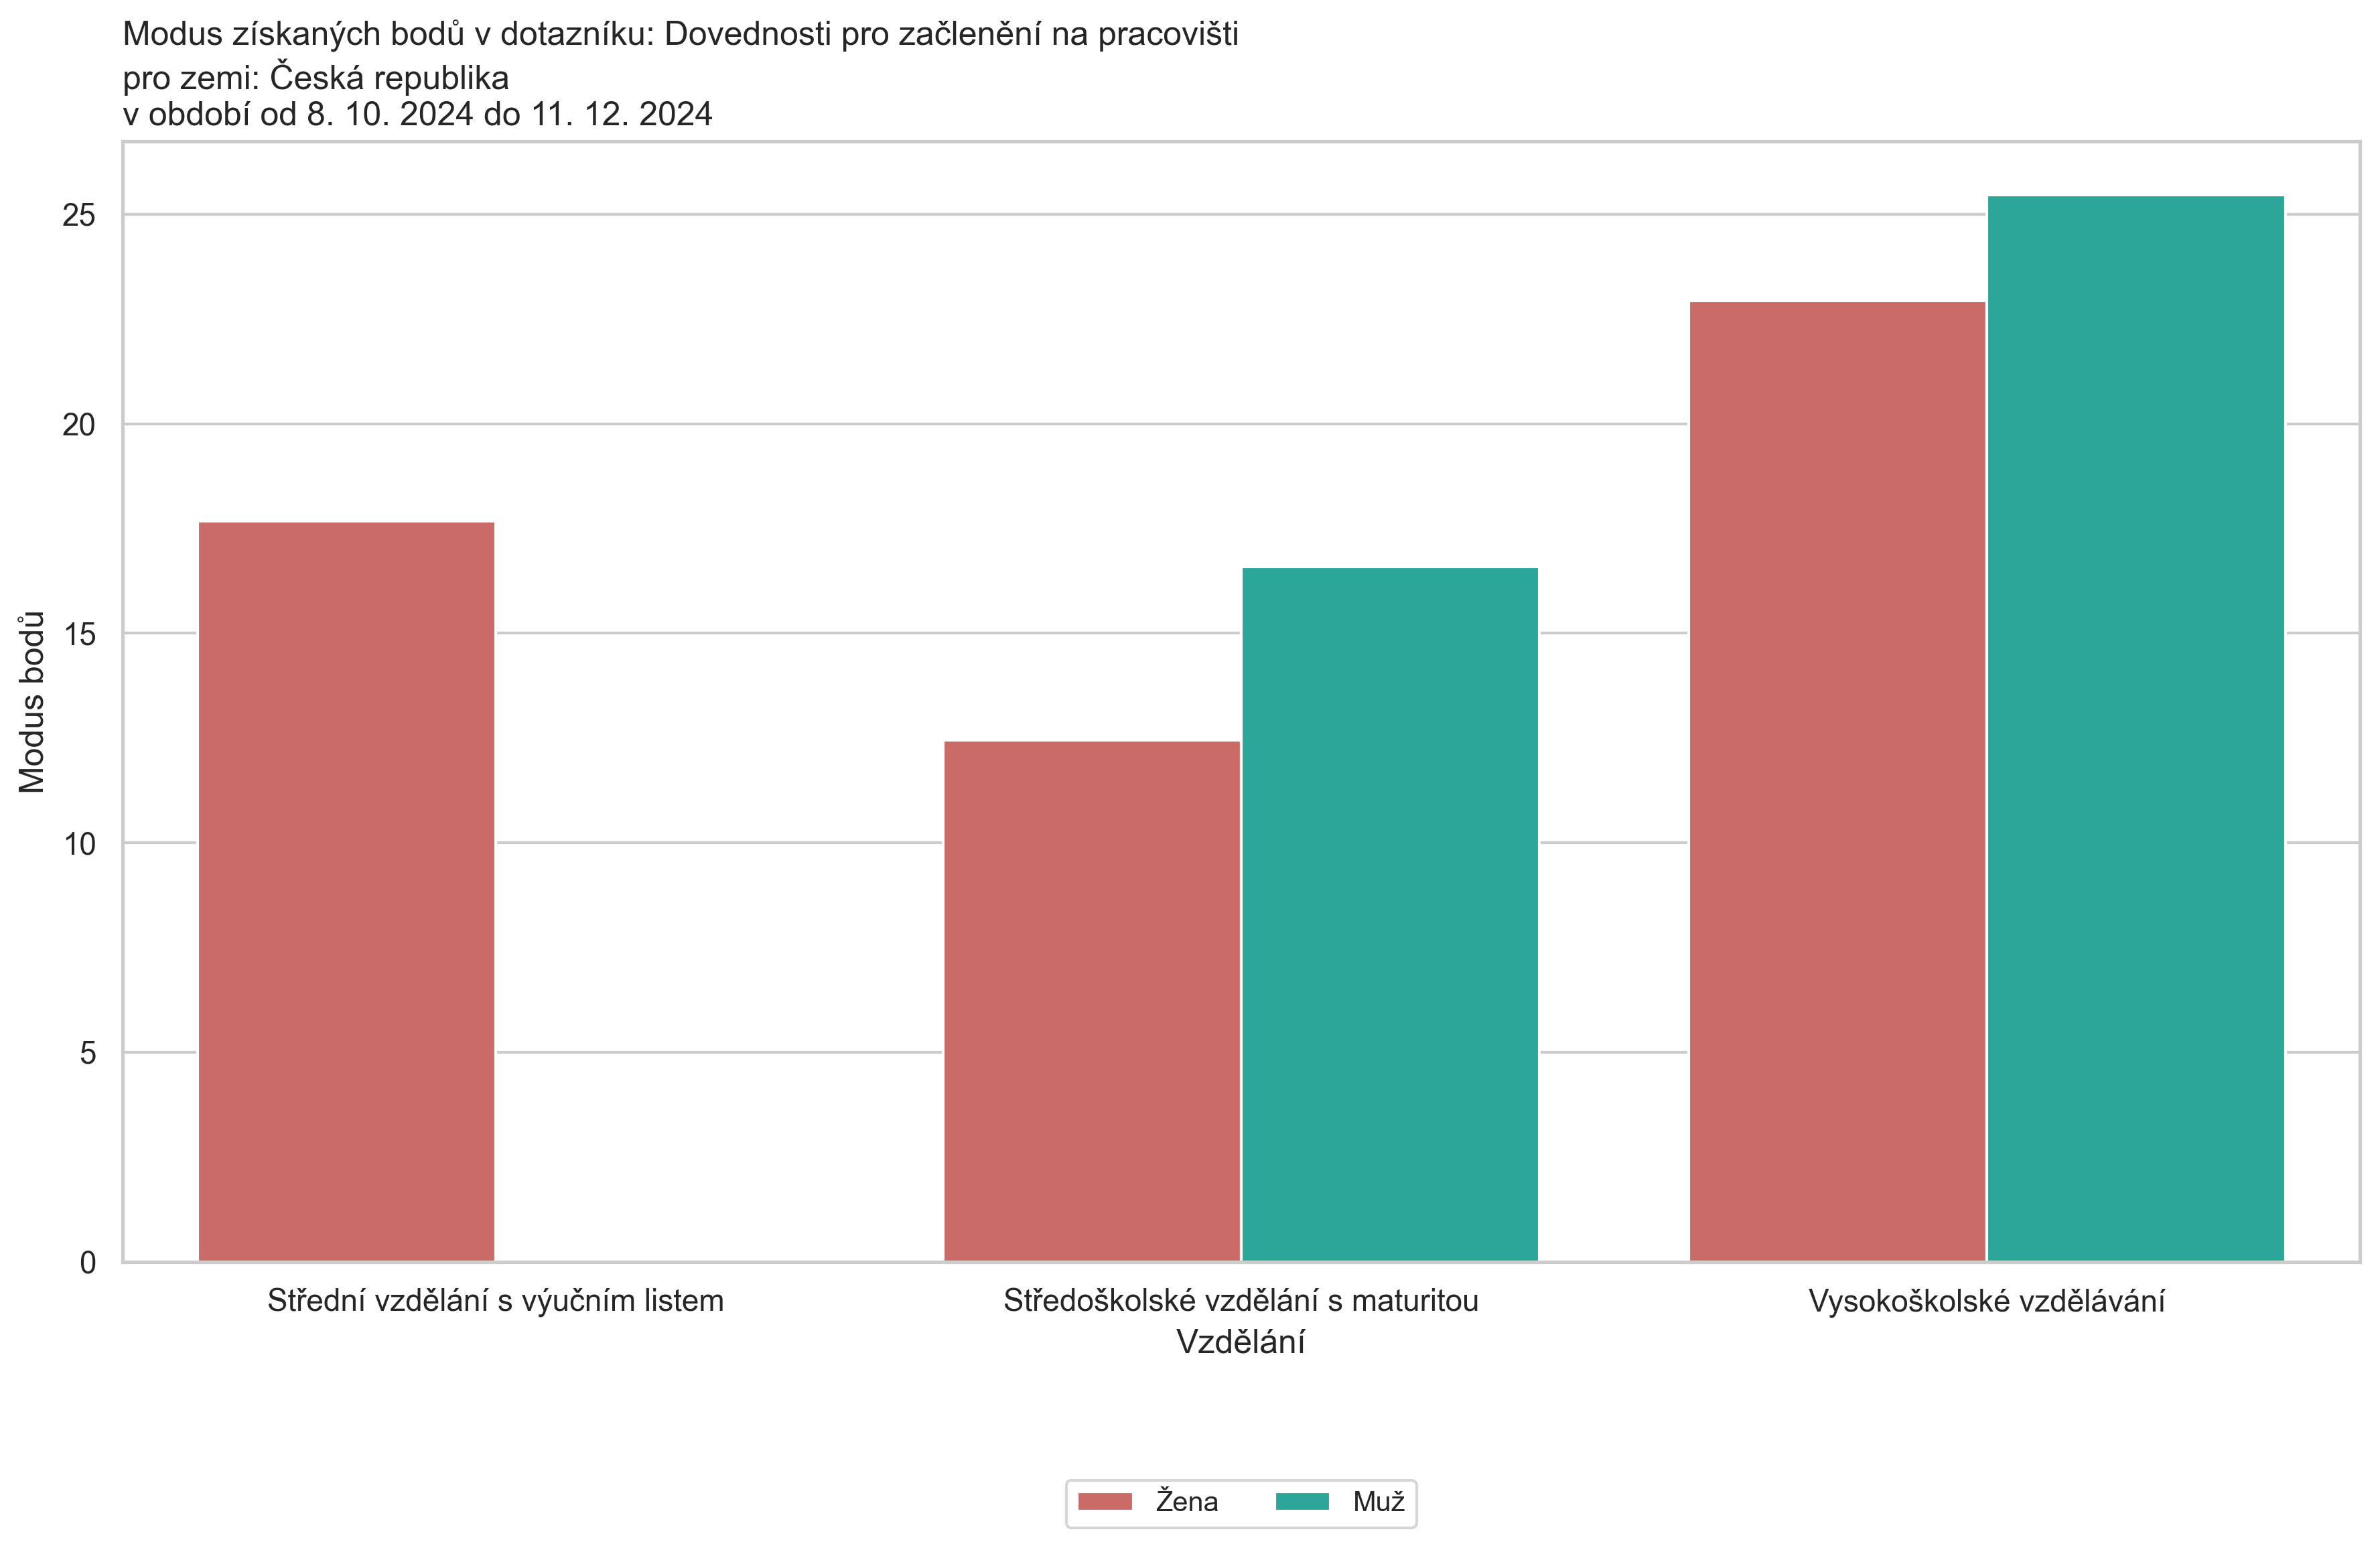 Modus získaných bodů v dotazníku: Dovednosti pro začlenění na pracovišti
pro zemi: Česká republika
v období od 8. 10. 2024 do 11. 12. 2024
25
20
15
10
5
0
Modus bodů
Střední vzdělání s výučním listem
Středoškolské vzdělání s maturitou
Vysokoškolské vzdělávání
Vzdělání
Žena
Muž